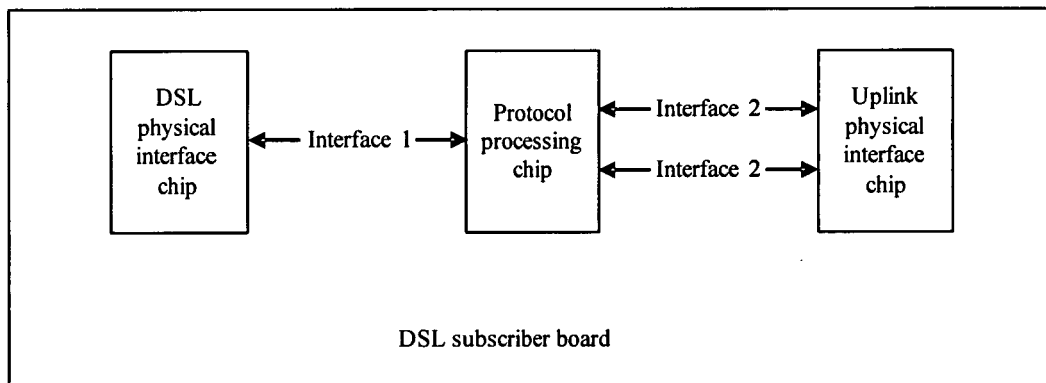 DSL
physical
interface
chip
Interface 1
Protocol
processing
chip
Interface 2
Interface 2
Uplink
physical
interface
chip
DSL subscriber board